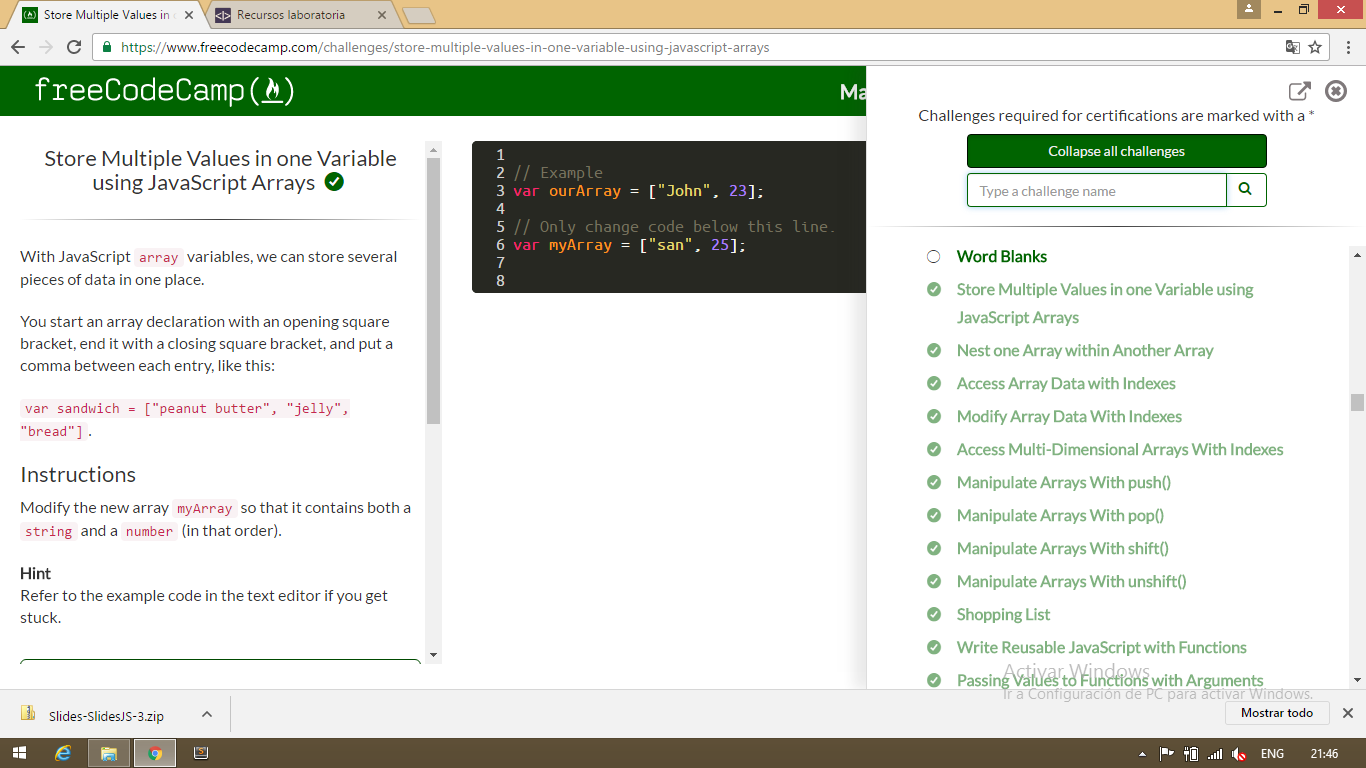 Store Multiple Values in
Recursos laboratoria
https://www.freecodecamp.com/challenges/store-multiple-values-in-one-variable-using-javascript-arrays
freeCodeCamp
Ma
Store Multiple Values in one Variable
using JavaScript Arrays
With JavaScript array variables, we can store several
pieces of data in one place.
You start an array declaration with an opening square
bracket, end it with a closing square bracket, and put a
comma between each entry, like this:
var sandwich = ["peanut butter", "jelly",
"bread"] .
Instructions
Modify the new array myArray so that it contains both a
string and a number (in that order).
Hint
Refer to the example code in the text editor if you get
stuck.
1
2 // Example
3 var ourArray = ["John", 23];
4
5 // Only change code below this line.
6 var myArray = ["san", 25];
7
8
Challenges required for certifications are marked with a *
Collapse all challenges
Type a challenge name
Word Blanks
Store Multiple Values in one Variable using
JavaScript Arrays
Nest one Array within Another Array
Access Array Data with Indexes
Modify Array Data With Indexes
Access Multi-Dimensional Arrays With Indexes
Manipulate Arrays With push()
Manipulate Arrays With pop()
Manipulate Arrays With shift()
Manipulate Arrays With unshift()
Shopping List
Write Reusable JavaScript with Functions
Passing Values to Functions with Arguments
Activar Windows
Ir a Configuración de PC para activar Windows.
Slides-SlidesJS-3.zip
Mostrar todo
ENG
21:46